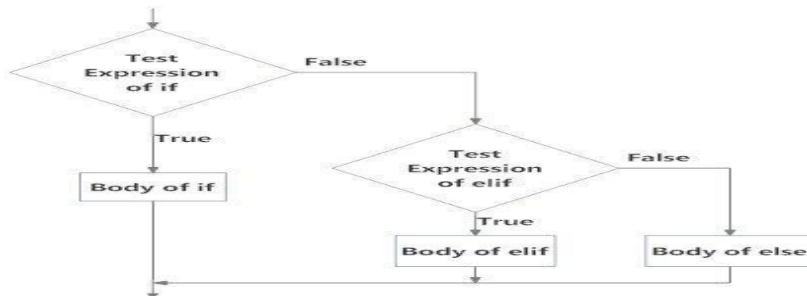 Test
Expression
of if
False
True
Body of if
Test
Expression
of elif
False
True
Body of elif
Body of else